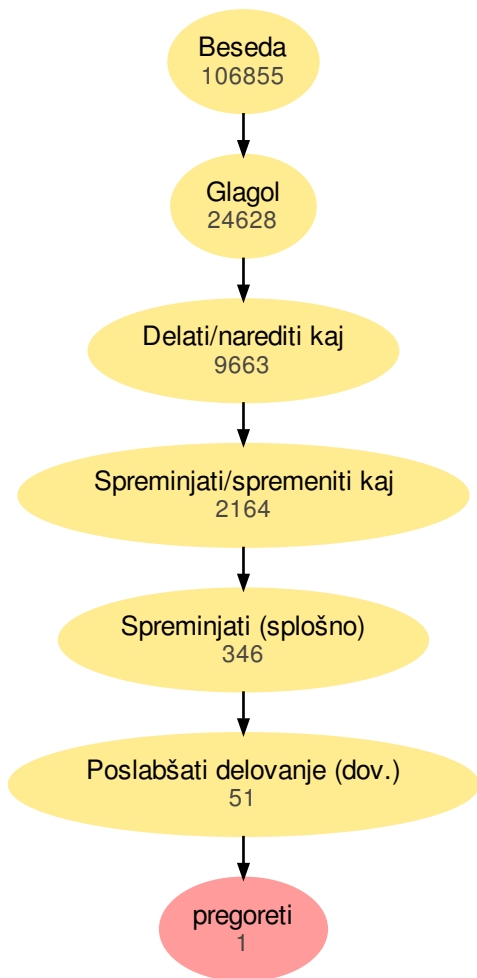 Beseda
106855
Glagol
24628
Delati/narediti kaj
9663
Spreminjati/spremeniti kaj
2164
Spreminjati (splošno)
346
Poslabšati delovanje (dov.)
51
pregoreti
1